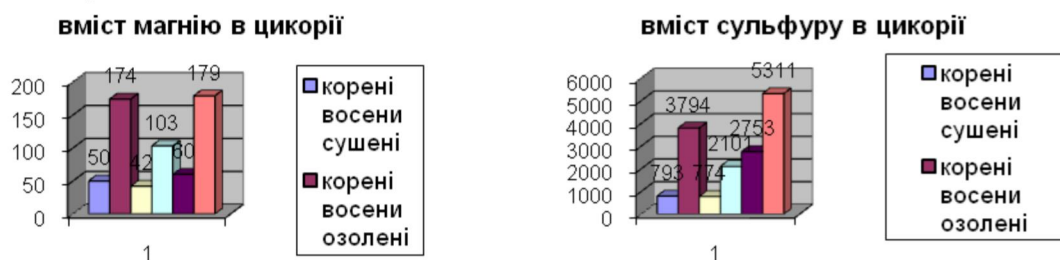 вміст магнію в цикорії
200
150
100
50
0
50
174
42
103
60
179
1
корені
восени
сушені
корені
восени
озолені
вміст сульфуру в цикорії
6000
5000
4000
3000
2000
1000
0
793
3794
774
2101
2753
5311
1
корені
восени
сушені
корені
восени
озолені